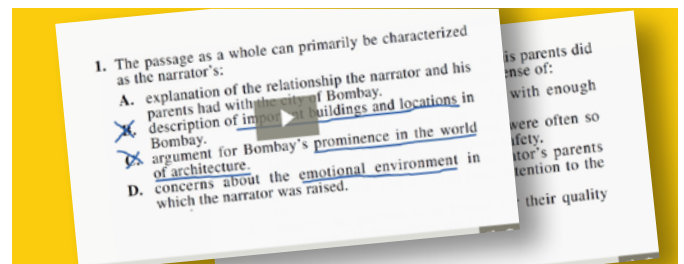 1. The passage as a whole can primarily be characterized
as the narrator's:
A. explanation of the relationship the narrator and his
parents had with the city of Bombay.
B. description of important buildings and locations in
Bombay.
C. argument for Bombay's prominence in the world
of architecture.
D. concerns about the emotional environment in
which the narrator was raised.
is parents did
ense of:
with enough
were often so
fety.
tor's parents
tention to the
their quality